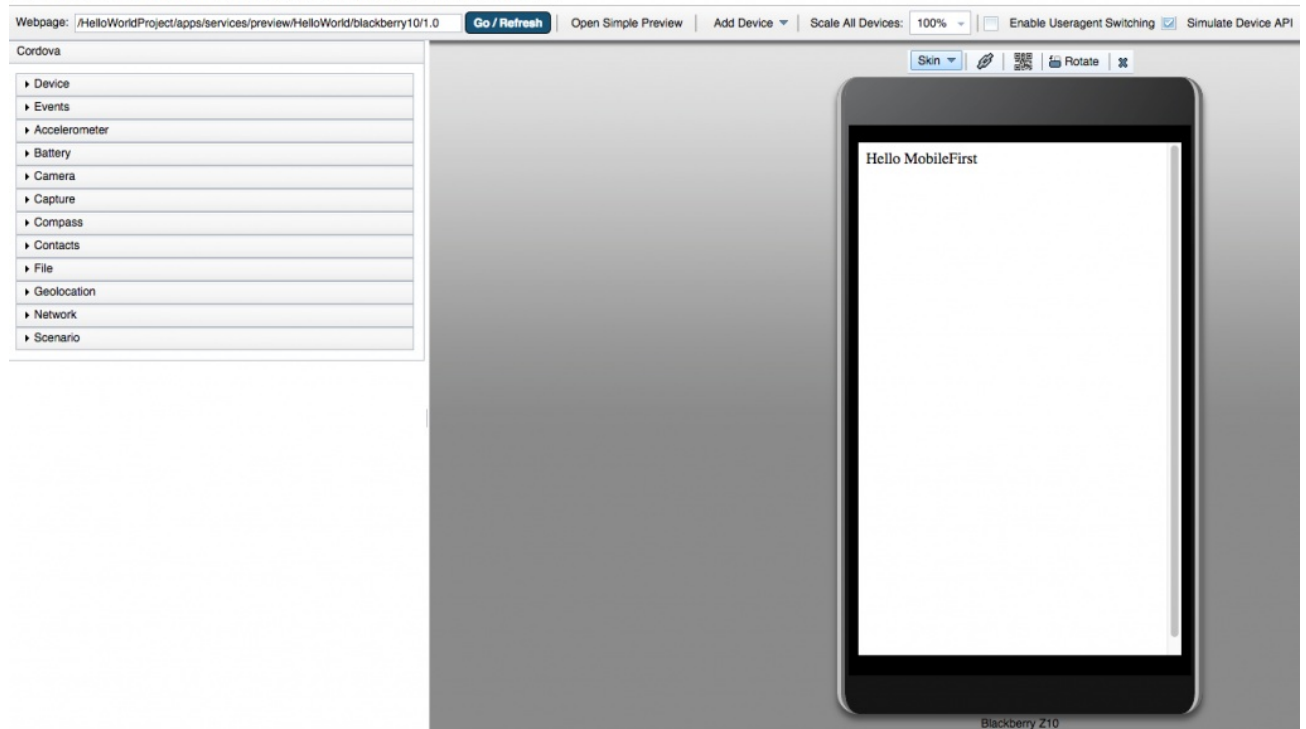 Webpage: /HelloWorldProject/apps/services/preview/HelloWorld/blackberry10/1.0 Go / Refresh Open Simple Preview Add Device Scale All Devices: 100% Enable Useragent Switching Simulate Device API
Cordova
Device
Events
Accelerometer
Battery
Camera
Capture
Compass
Contacts
File
Geolocation
Network
Scenario
Skin Rotate
Hello MobileFirst
Blackberry Z10